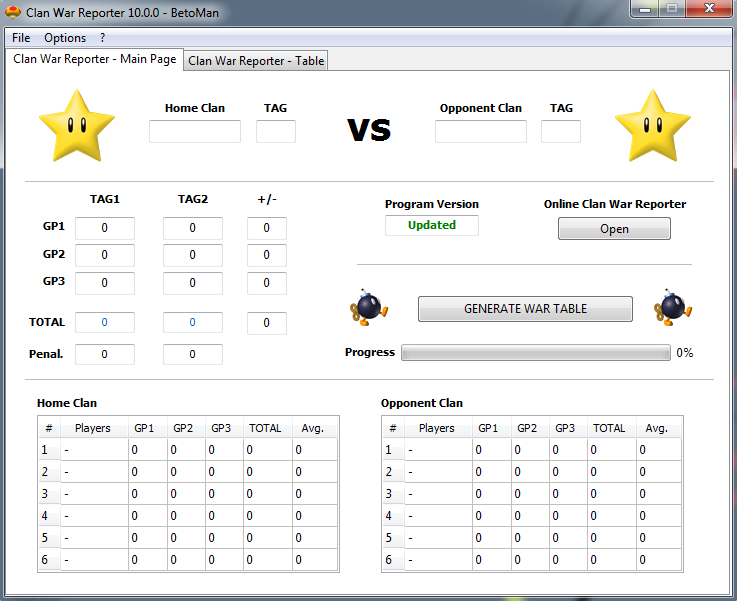 Clan War Reporter 10.0.0 - BetoMan
File Options ?
Clan War Reporter - Main Page Clan War Reporter - Table
Home Clan TAG VS Opponent Clan TAG
TAG1 TAG2 +/-
GP1 0 0 0
GP2 0 0 0
GP3 0 0 0
TOTAL 0 0 0
Penal. 0 0
Program Version Online Clan War Reporter
Updated Open
GENERATE WAR TABLE
Progress 0%
Home Clan
# Players GP1 GP2 GP3 TOTAL Avg.
1 - 0 0 0 0 0
2 - 0 0 0 0 0
3 - 0 0 0 0 0
4 - 0 0 0 0 0
5 - 0 0 0 0 0
6 - 0 0 0 0 0
Opponent Clan
# Players GP1 GP2 GP3 TOTAL Avg.
1 - 0 0 0 0 0
2 - 0 0 0 0 0
3 - 0 0 0 0 0
4 - 0 0 0 0 0
5 - 0 0 0 0 0
6 - 0 0 0 0 0